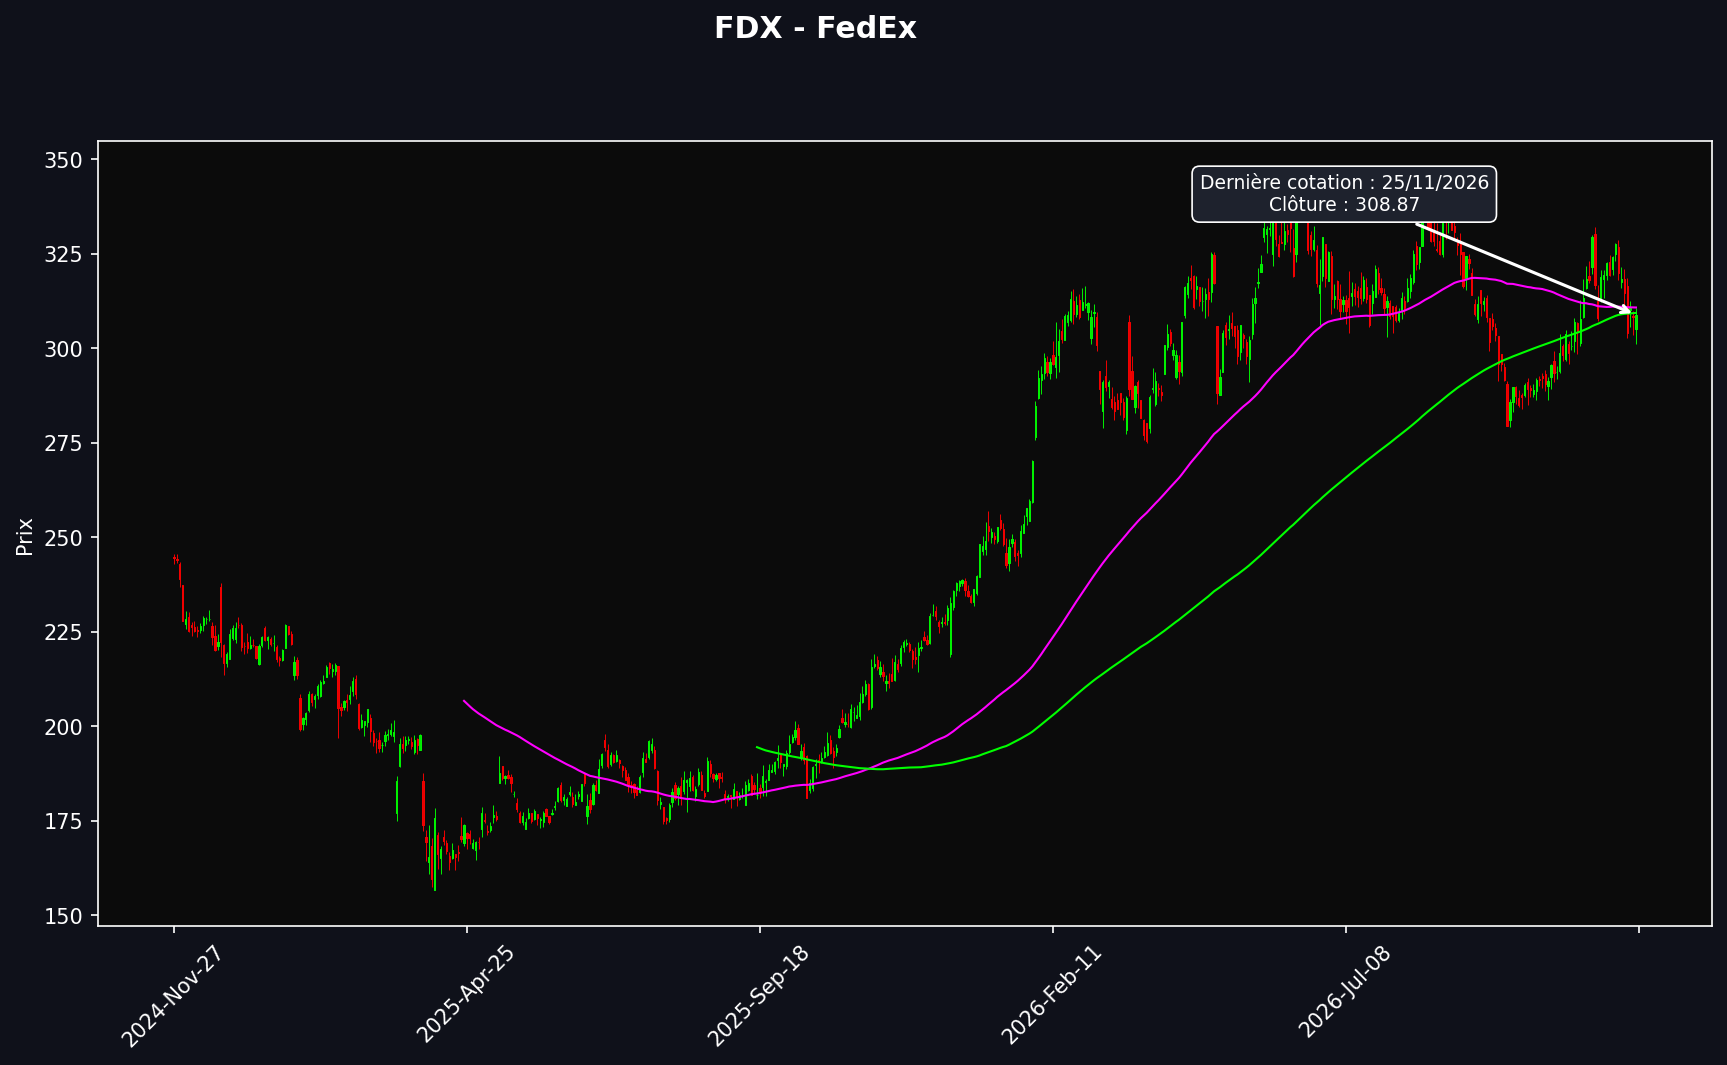 FDX - FedEx
Dernière cotation : 25/11/2026
Clôture : 308.87
Prix
350
325
300
275
250
225
200
175
150
2024-Nov-27
2025-Apr-25
2025-Sep-18
2026-Feb-11
2026-Jul-08